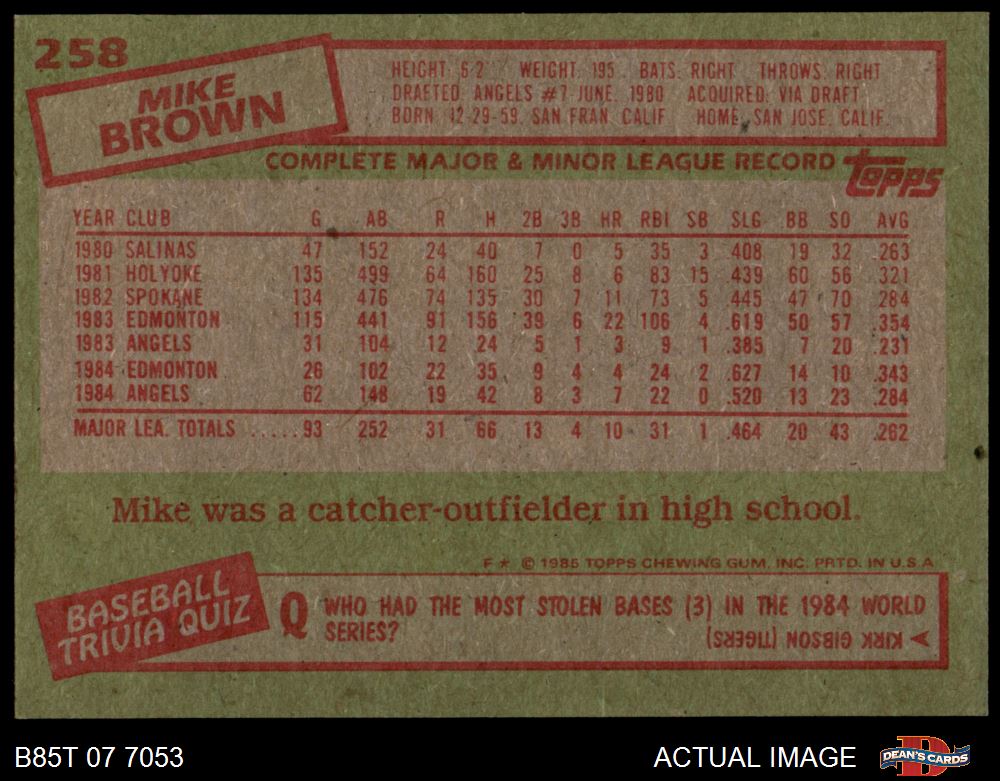 258
MIKE
BROWN
HEIGHT: 6'2" WEIGHT: 195 BATS: RIGHT THROWS: RIGHT
DRAFTED: ANGELS #7-JUNE, 1980 ACQUIRED: VIA DRAFT
BORN: 12-29-59, SAN FRAN., CALIF. HOME: SAN JOSE, CALIF.
COMPLETE MAJOR & MINOR LEAGUE RECORD topps
YEAR CLUB G AB R H 2B 3B HR RBI SB SLG BB SO AVG
1980 SALINAS 47 152 24 40 7 0 5 35 3 .408 19 32 .263
1981 HOLYOKE 135 499 64 160 25 8 6 83 15 .439 60 56 .321
1982 SPOKANE 134 476 74 135 30 7 11 73 5 .445 47 70 .284
1983 EDMONTON 115 441 91 156 39 6 22 106 4 .619 50 57 .354
1983 ANGELS 31 104 12 24 5 1 3 9 1 .385 7 20 .231
1984 EDMONTON 26 102 22 35 9 4 4 24 2 .627 14 10 .343
1984 ANGELS 62 148 19 42 8 3 7 22 0 .520 13 23 .284
MAJOR LEA. TOTALS .....93 252 31 66 13 4 10 31 1 .464 20 43 .262
Mike was a catcher-outfielder in high school.
F* © 1985 TOPPS CHEWING GUM, INC. PRTD. IN U.S.A.
BASEBALL
TRIVIA QUIZ
Q WHO HAD THE MOST STOLEN BASES (3) IN THE 1984 WORLD
SERIES?
KIRK GIBSON (TIGERS)
B85T 07 7053
ACTUAL IMAGE
D
DEAN'S CARDS